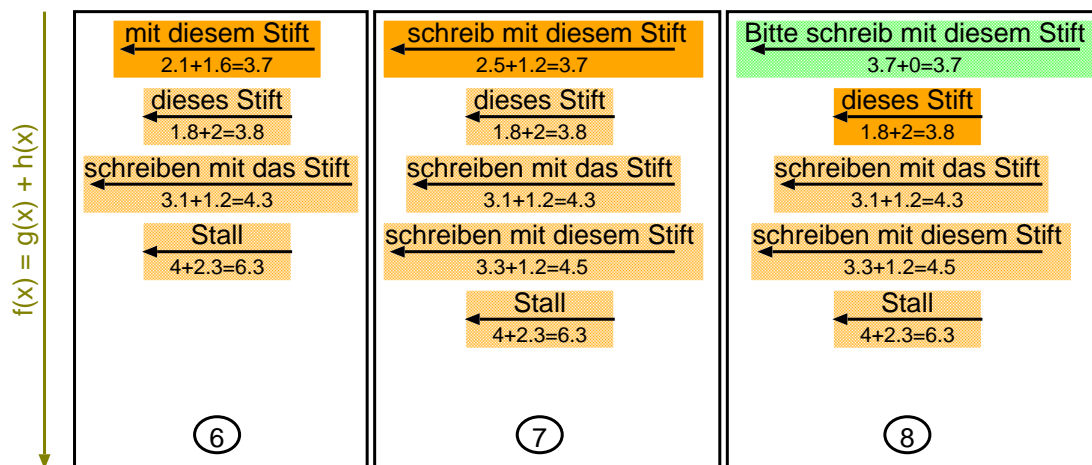 f(x) = g(x) + h(x)
mit diesem Stift
2.1+1.6=3.7
dieses Stift
1.8+2=3.8
schreiben mit das Stift
3.1+1.2=4.3
Stall
4+2.3=6.3
6
schreib mit diesem Stift
2.5+1.2=3.7
dieses Stift
1.8+2=3.8
schreiben mit das Stift
3.1+1.2=4.3
schreiben mit diesem Stift
3.3+1.2=4.5
Stall
4+2.3=6.3
7
Bitte schreib mit diesem Stift
3.7+0=3.7
dieses Stift
1.8+2=3.8
schreiben mit das Stift
3.1+1.2=4.3
schreiben mit diesem Stift
3.3+1.2=4.5
Stall
4+2.3=6.3
8